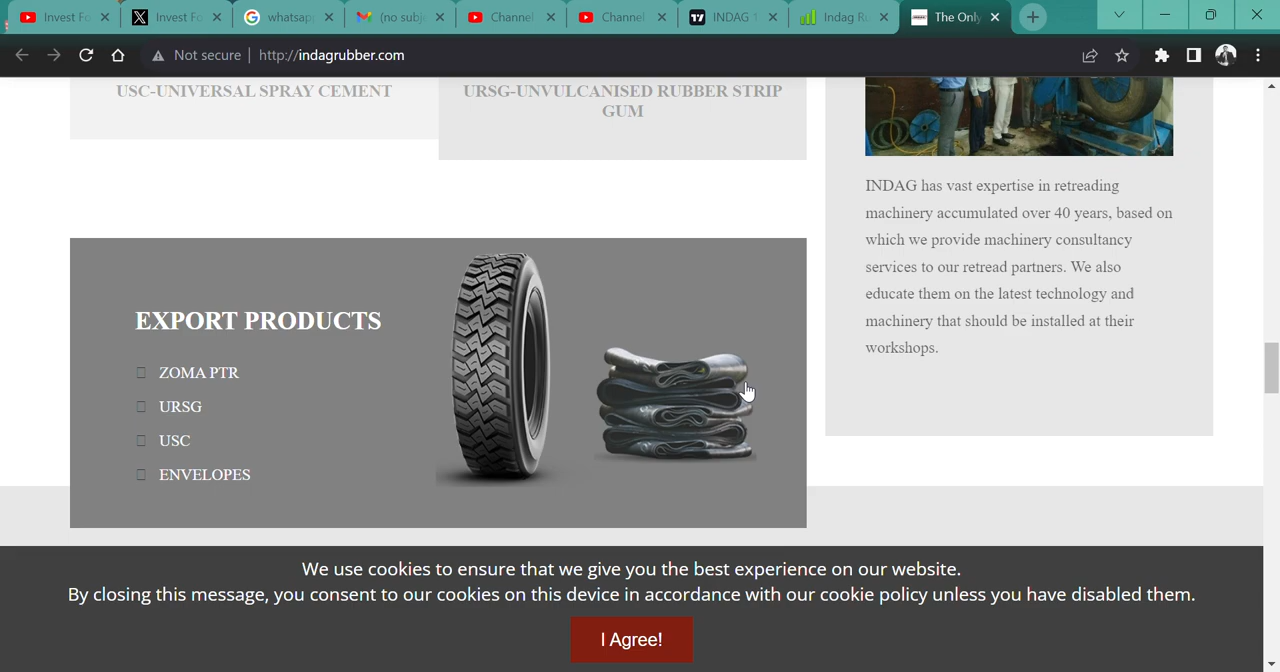 Invest Fo
Invest Fo
whatsapp
(no subje
Channel
Channel
INDAG 1
Indag Ru
The Only
Not secure
http://indagrubber.com
USC-UNIVERSAL SPRAY CEMENT
URSG-UNVULCANISED RUBBER STRIP
GUM
INDAG has vast expertise in retreading
machinery accumulated over 40 years, based on
which we provide machinery consultancy
services to our retread partners. We also
educate them on the latest technology and
machinery that should be installed at their
workshops.
EXPORT PRODUCTS
ZOMA PTR
URSG
USC
ENVELOPES
We use cookies to ensure that we give you the best experience on our website.
By closing this message, you consent to our cookies on this device in accordance with our cookie policy unless you have disabled them.
I Agree!